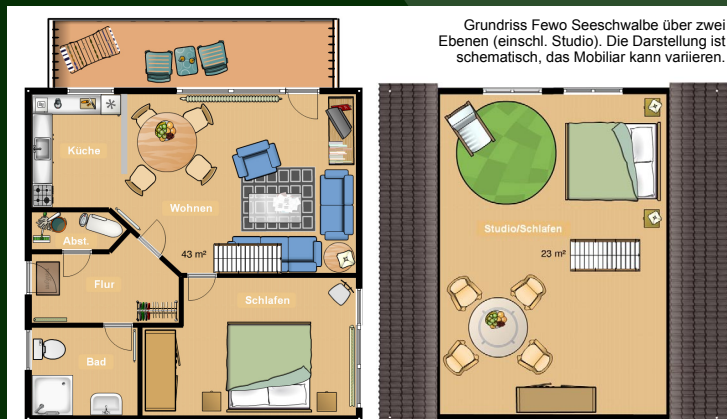 Grundriss Fewo Seeschwalbe über zwei
Ebenen (einschl. Studio). Die Darstellung ist
schematisch, das Mobiliar kann variieren.
Küche
Wohnen
Abst.
43 m²
Flur
Schlafen
Bad
Studio/Schlafen
23 m²